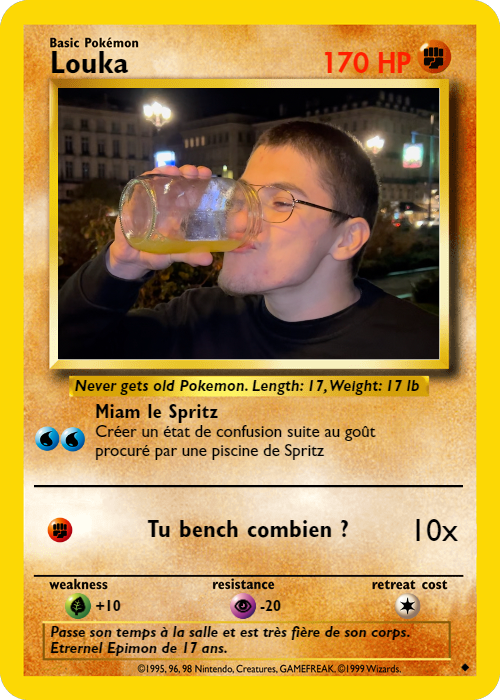 Basic Pokémon
Louka
170 HP
Never gets old Pokemon. Length: 17, Weight: 17 lb
Miam le Spritz
Créer un état de confusion suite au goût
procuré par une piscine de Spritz
Tu bench combien ? 10x
weakness resistance retreat cost
+10 -20
Passe son temps à la salle et est très fière de son corps.
Etrernel Epimon de 17 ans.
©1995, 96, 98 Nintendo, Creatures, GAMEFREAK. ©1999 Wizards.